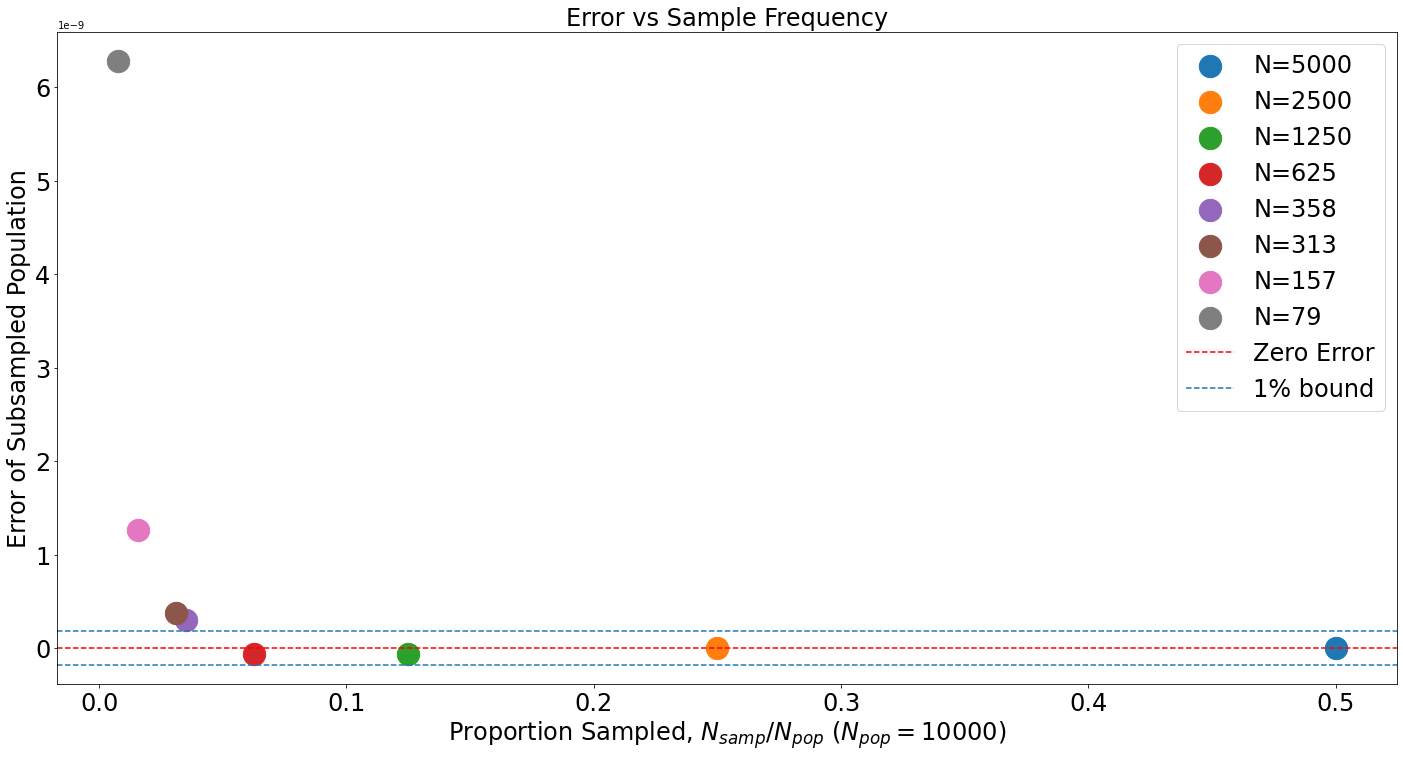 Error vs Sample Frequency
1e−9
Error of Subsampled Population
6
5
4
3
2
1
0
0.0 0.1 0.2 0.3 0.4 0.5
Proportion Sampled, $N_{samp}/N_{pop}$ ($N_{pop} = 10000$)
N=5000
N=2500
N=1250
N=625
N=358
N=313
N=157
N=79
Zero Error
1% bound